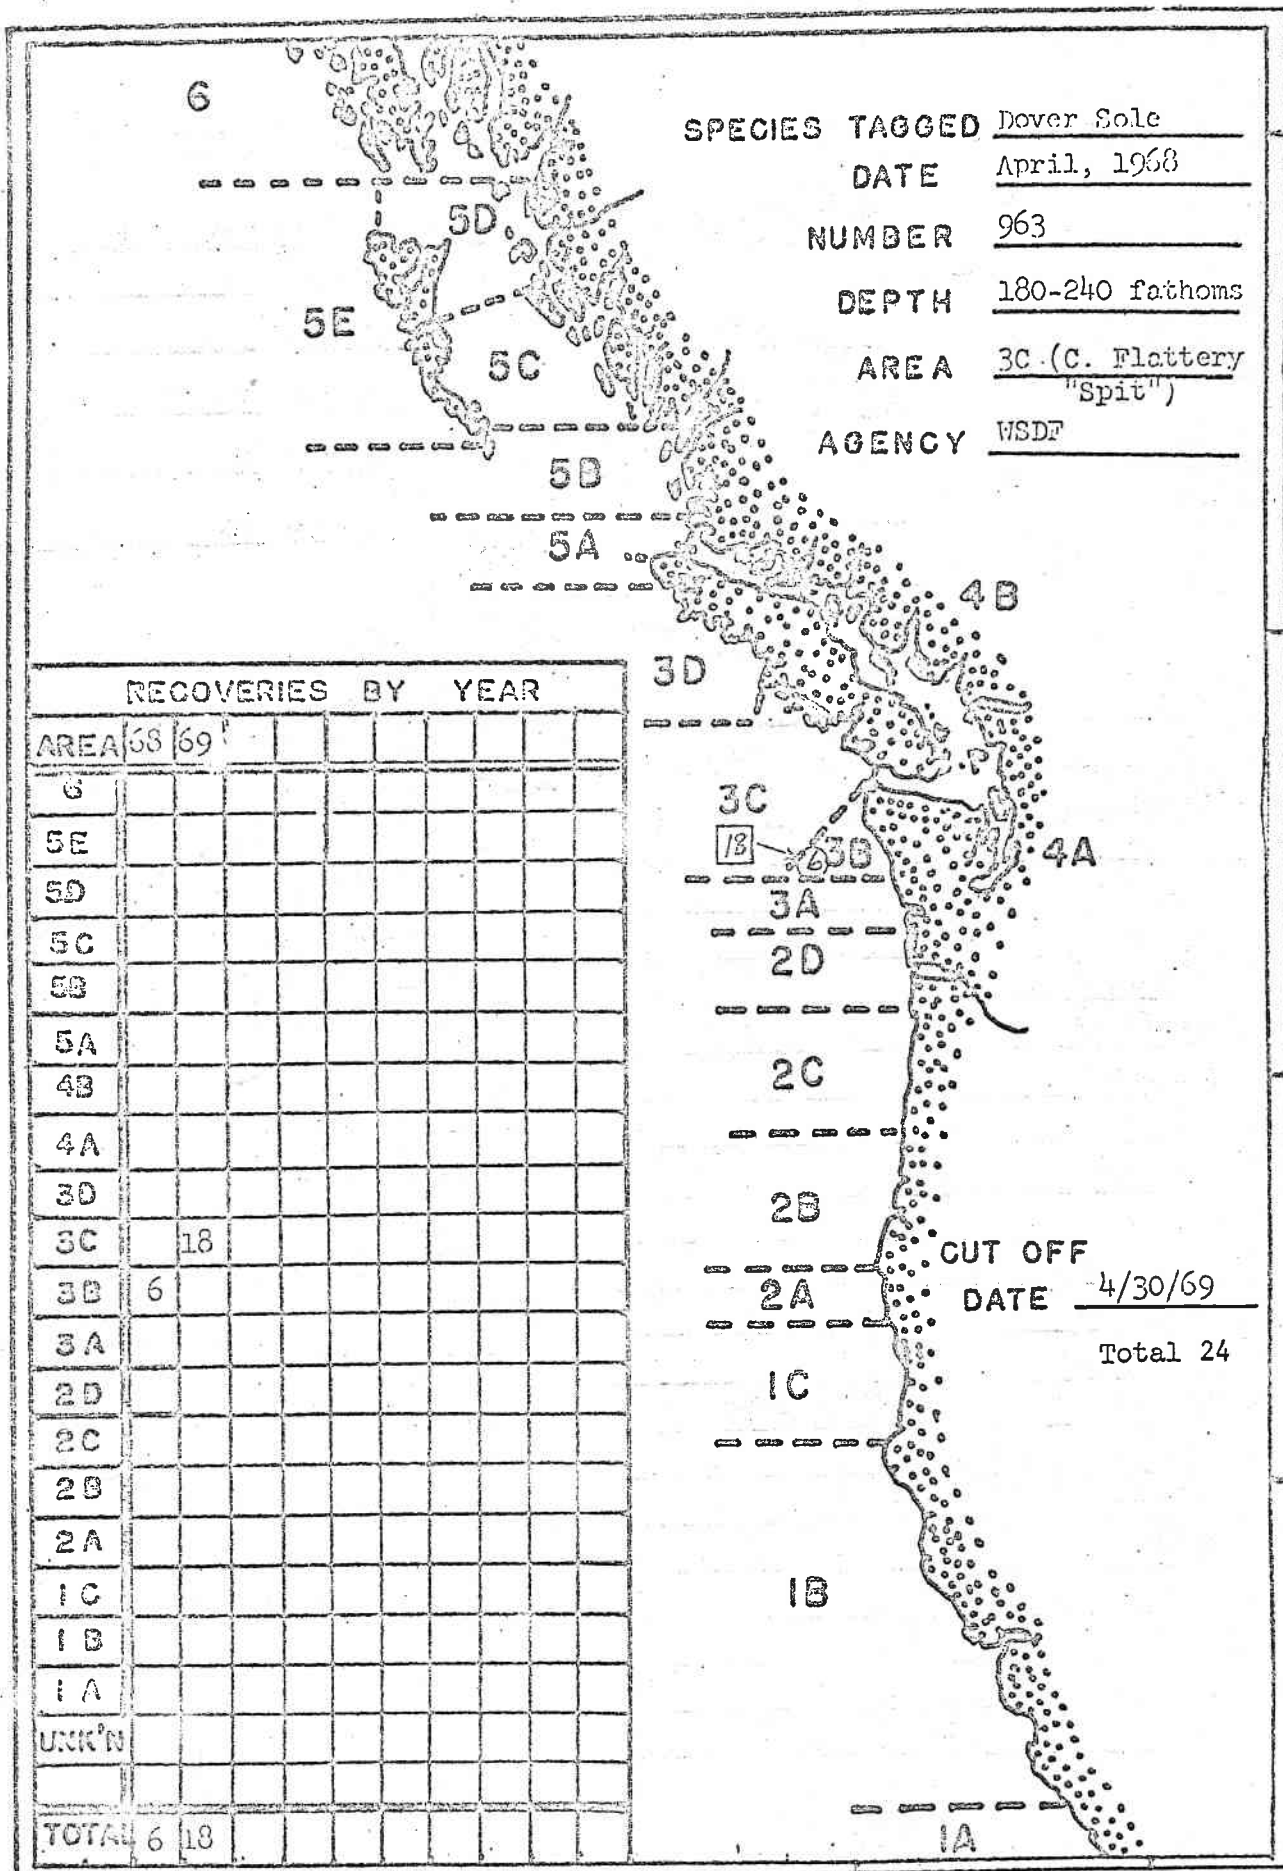 6
SPECIES TAGGED Dover Sole
DATE April, 1968
5D
NUMBER 963
DEPTH 180-240 fathoms
5E
5C
AREA 3C (C. Flattery
"Spit")
AGENCY WSDF
5B
5A
4B
3D
3C
18
6 3B
4A
3A
2D
2C
2B
CUT OFF
DATE 4/30/69
2A
Total 24
1C
1B
1A
RECOVERIES BY YEAR
AREA 68 69
6
5E
5D
5C
5B
5A
4B
4A
3D
3C 18
3B 6
3A
2D
2C
2B
2A
1C
1B
1A
UNK'N
TOTAL 6 18